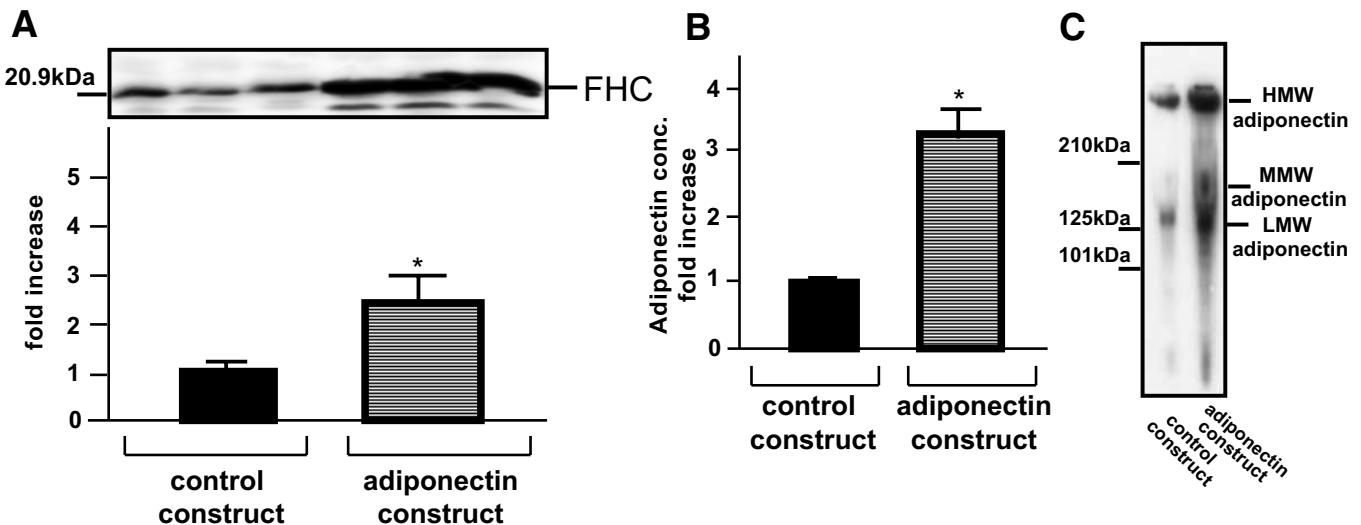 A
20.9kDa
FHC
fold increase
5
4
3
2
1
0
*
control
construct
adiponectin
construct
B
Adiponectin conc.
fold increase
4
3
2
1
0
*
control
construct
adiponectin
construct
C
210kDa
125kDa
101kDa
HMW
adiponectin
MMW
adiponectin
LMW
adiponectin
control
construct
adiponectin
construct